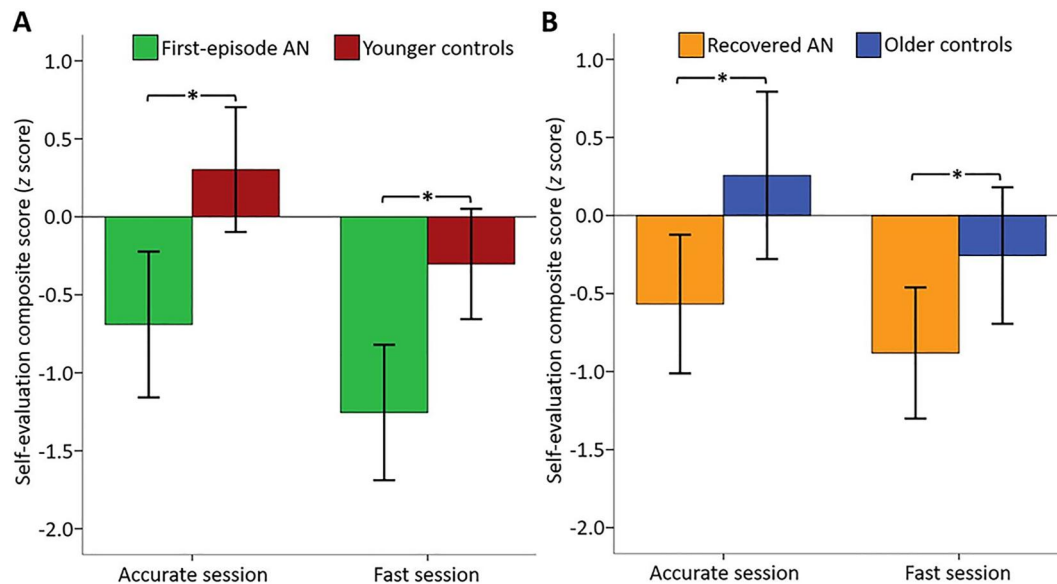 A
First-episode AN
Younger controls
Self-evaluation composite score (z score)
1.0
0.5
0.0
-0.5
-1.0
-1.5
-2.0
*
*
Accurate session
Fast session
B
Recovered AN
Older controls
Self-evaluation composite score (z score)
1.0
0.5
0.0
-0.5
-1.0
-1.5
-2.0
*
*
Accurate session
Fast session